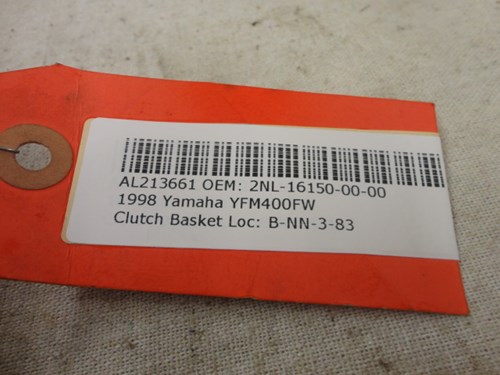 AL213661 OEM: 2NL-16150-00-00
1998 Yamaha YFM400FW
Clutch Basket Loc: B-NN-3-83